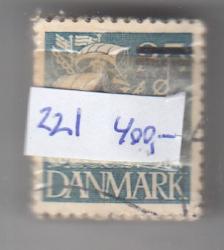 Ø
221 400,-
DANMARK